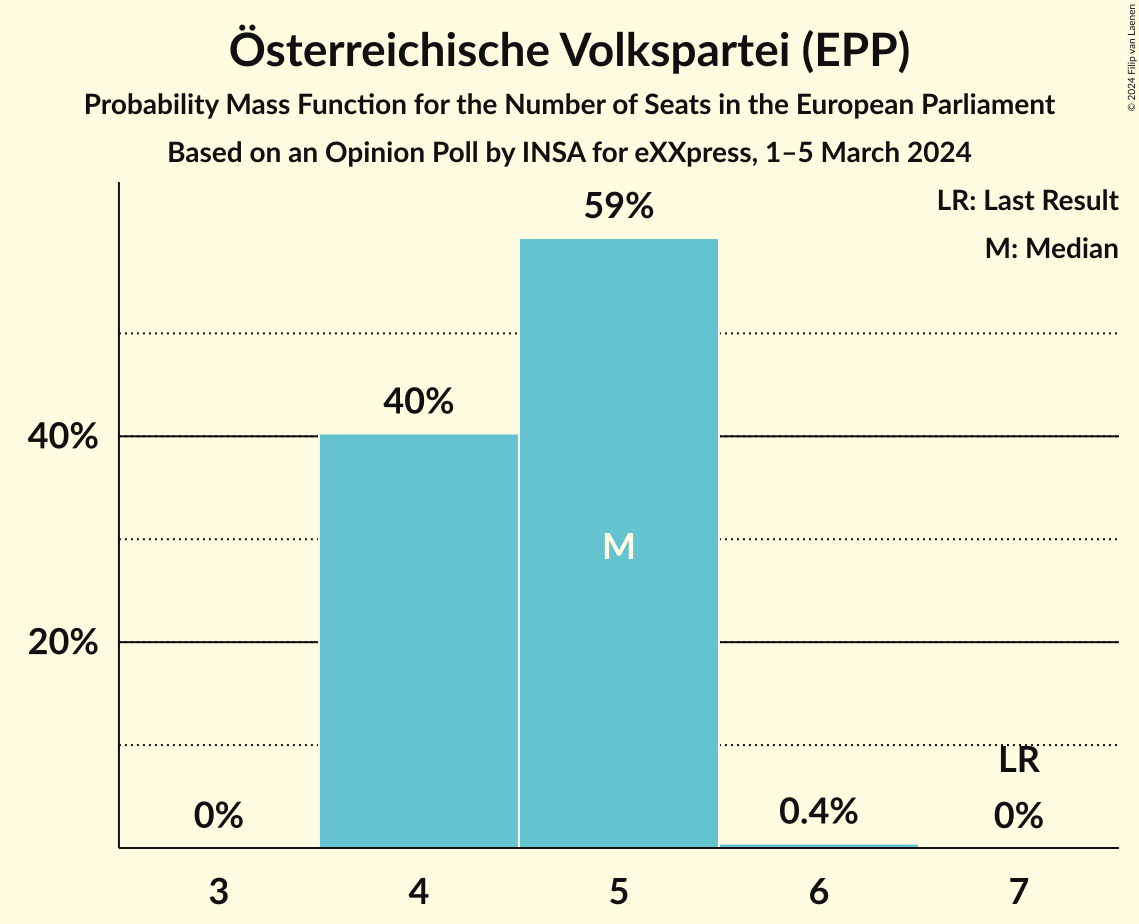 Österreichische Volkspartei (EPP)
Probability Mass Function for the Number of Seats in the European Parliament
Based on an Opinion Poll by INSA for eXXpress, 1–5 March 2024
© 2024 Filip van Laenen
LR: Last Result
M: Median
59%
40%
40%
M
20%
LR
0%
0.4%
0%
3
4
5
6
7